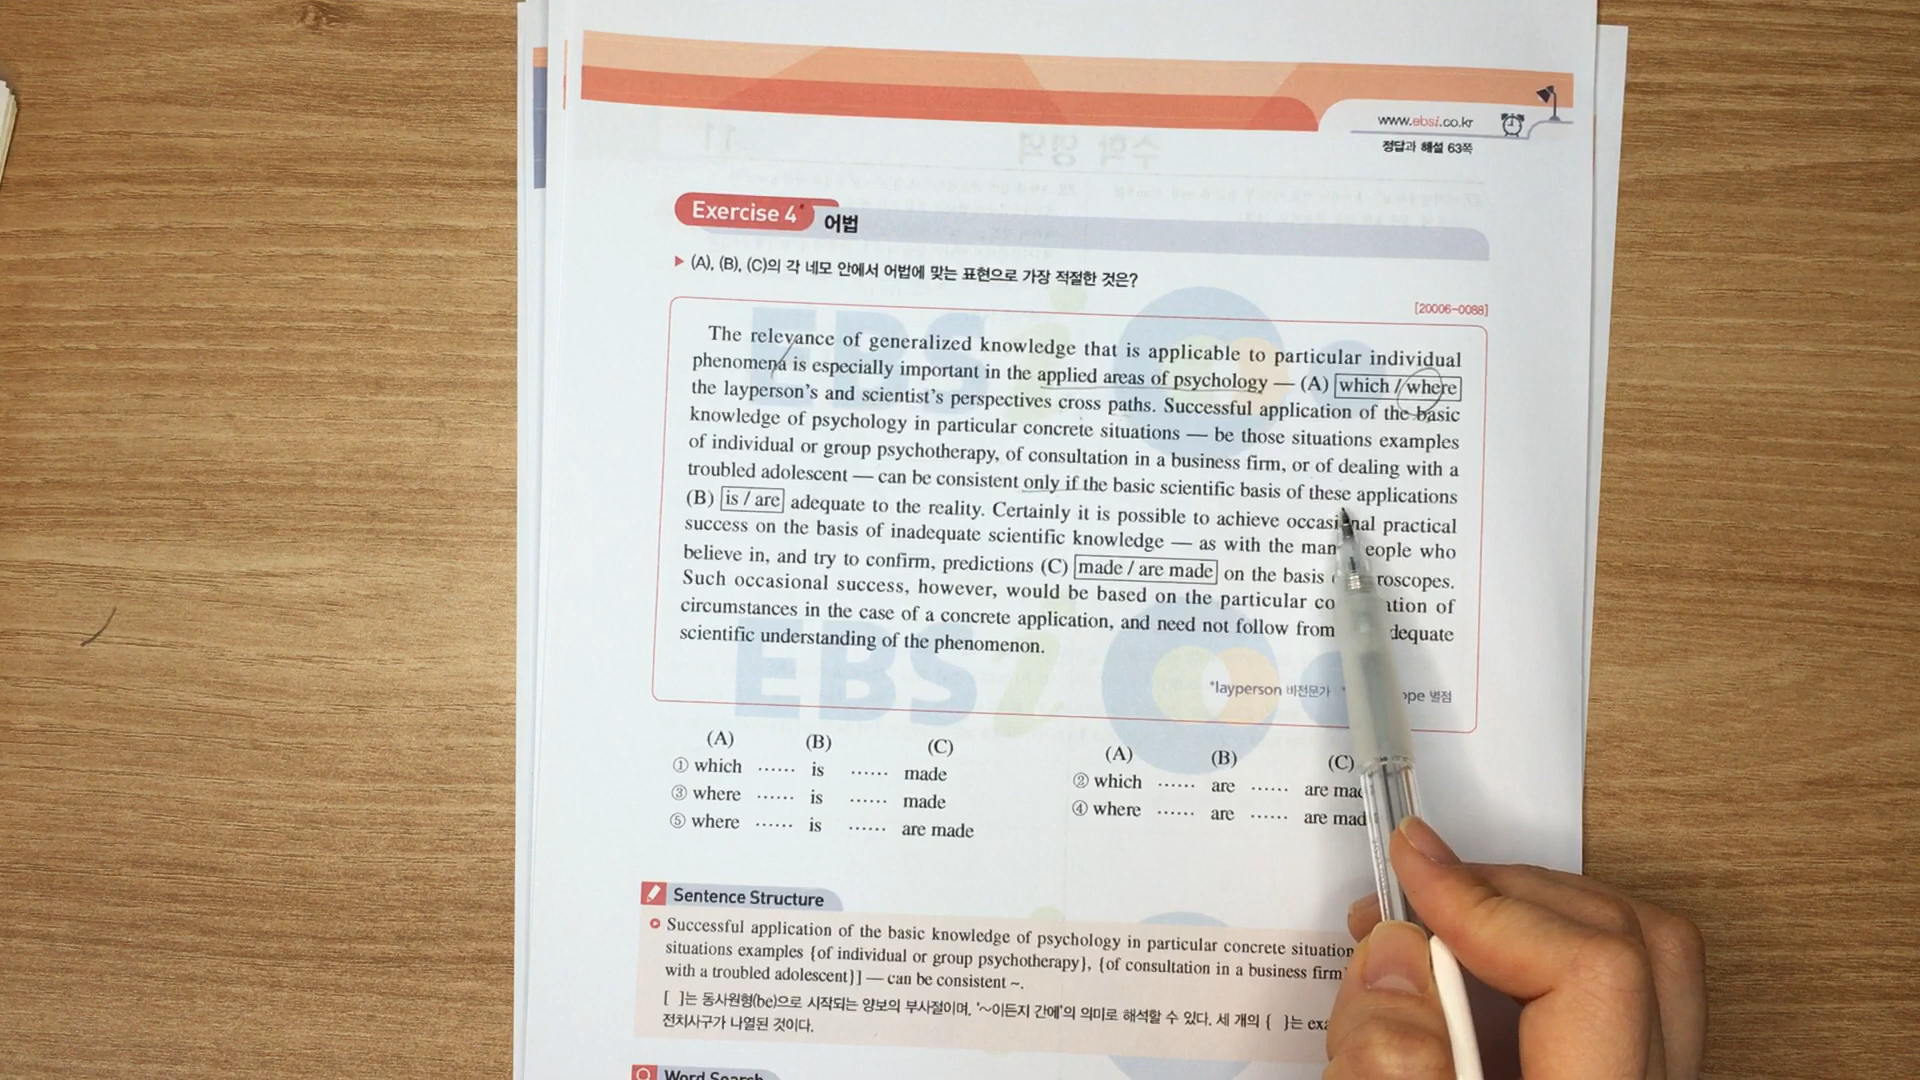 www.ebsi.co.kr
정답과 해설 63쪽
Exercise 4 어법
▶ (A), (B), (C)의 각 네모 안에서 어법에 맞는 표현으로 가장 적절한 것은?
[20006-0088]
The relevance of generalized knowledge that is applicable to particular individual
phenomena is especially important in the applied areas of psychology — (A) which / where
the layperson's and scientist's perspectives cross paths. Successful application of the basic
knowledge of psychology in particular concrete situations — be those situations examples
of individual or group psychotherapy, of consultation in a business firm, or of dealing with a
troubled adolescent — can be consistent only if the basic scientific basis of these applications
(B) is / are adequate to the reality. Certainly it is possible to achieve practical
success on the basis of inadequate scientific knowledge — as with the who
believe in, and try to confirm, predictions (C) made / are made on the basis
Such occasional success, however, would be based on the particular of
circumstances in the case of a concrete application, and need not follow from
scientific understanding of the phenomenon.
*layperson 비전문가 별점
(A) (B) (C)
① which ...... is ...... made
② which ...... are ...... are
③ where ...... is ...... made
④ where ...... are ...... are
⑤ where ...... is ...... are made
Sentence Structure
Successful application of the basic knowledge of psychology in particular concrete
situations examples {of individual or group psychotherapy}, {of consultation in a business firm
with a troubled adolescent}] — can be consistent ~.
[ ]는 동사원형(be)으로 시작되는 양보의 부사절이며, '~이든지 간에'의 의미로 해석할 수 있다. 세 개의 { }는
전치사구가 나열된 것이다.
Word Search